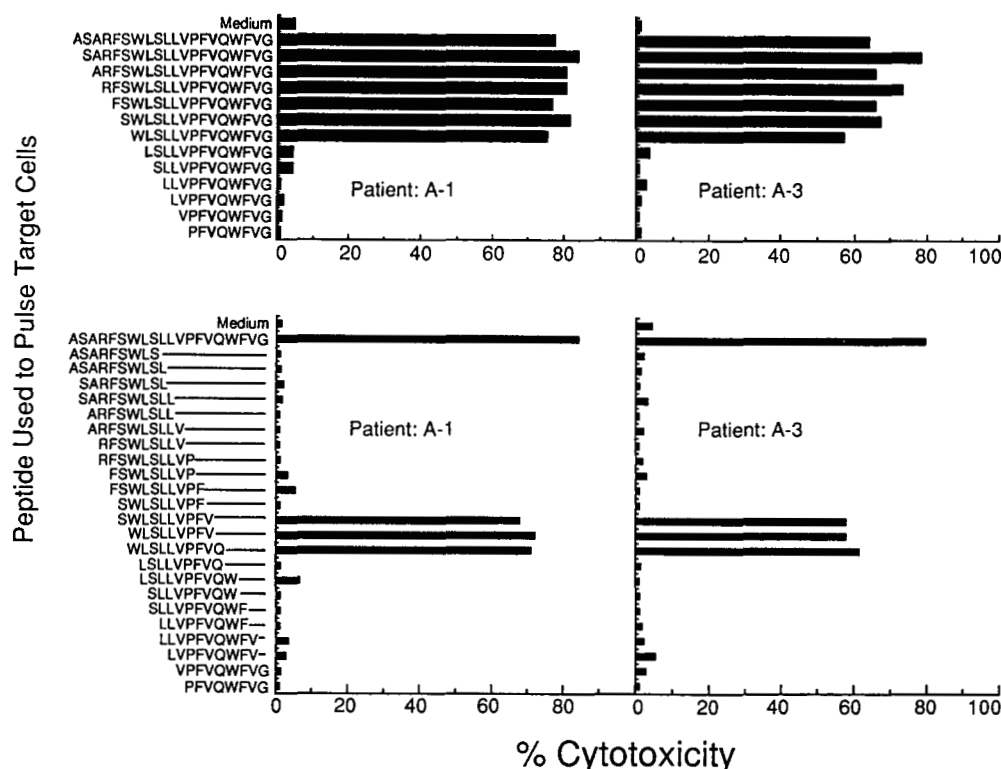 Peptide Used to Pulse Target Cells
Medium
ASARFSWLSLLVPFVQWFVG
SARFSWLSLLVPFVQWFVG
ARFSWLSLLVPFVQWFVG
RFSWLSLLVPFVQWFVG
FSWLSLLVPFVQWFVG
SWLSLLVPFVQWFVG
WLSLLVPFVQWFVG
LSLLVPFVQWFVG
SLLVPFVQWFVG
LLVPFVQWFVG
LVPFVQWFVG
VPFVQWFVG
PFVQWFVG
Patient: A-1
Patient: A-3
0 20 40 60 80
0 20 40 60 80 100
Medium
ASARFSWLSLLVPFVQWFVG
ASARFSWLS
ASARFSWLSL
SARFSWLSL
SARFSWLSLL
ARFSWLSLL
ARFSWLSLLV
RFSWLSLLV
RFSWLSLLVP
FSWLSLLVP
FSWLSLLVPF
SWLSLLVPF
SWLSLLVPFV
WLSLLVPFV
WLSLLVPFVQ
LSLLVPFVQ
LSLLVPFVQW
SLLVPFVQW
SLLVPFVQWF
LLVPFVQWF
LLVPFVQWFV
LVPFVQWFV
VPFVQWFVG
PFVQWFVG
Patient: A-1
Patient: A-3
0 20 40 60 80
0 20 40 60 80 100
% Cytotoxicity